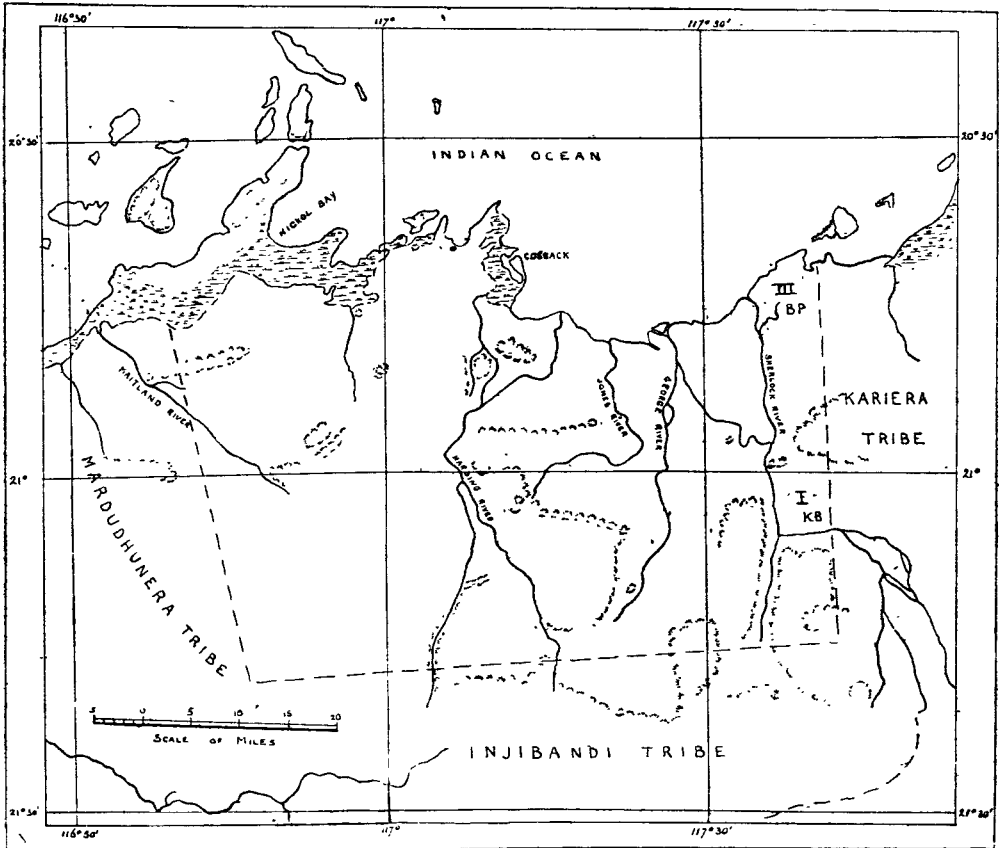 116°30'
117°
117°30'
20°30'
20°30'
INDIAN OCEAN
NICKOL BAY
COSSACK
III
BP
MAITLAND RIVER
JONES RIVER
GEORGE RIVER
SHERLOCK RIVER
KARIERA
TRIBE
21°
21°
HARDING RIVER
I
KB
MARDUDHUNERA TRIBE
5 0 5 10 15 20
SCALE OF MILES
INJIBANDI TRIBE
21°30'
21°30'
116°30'
117°
117°30'